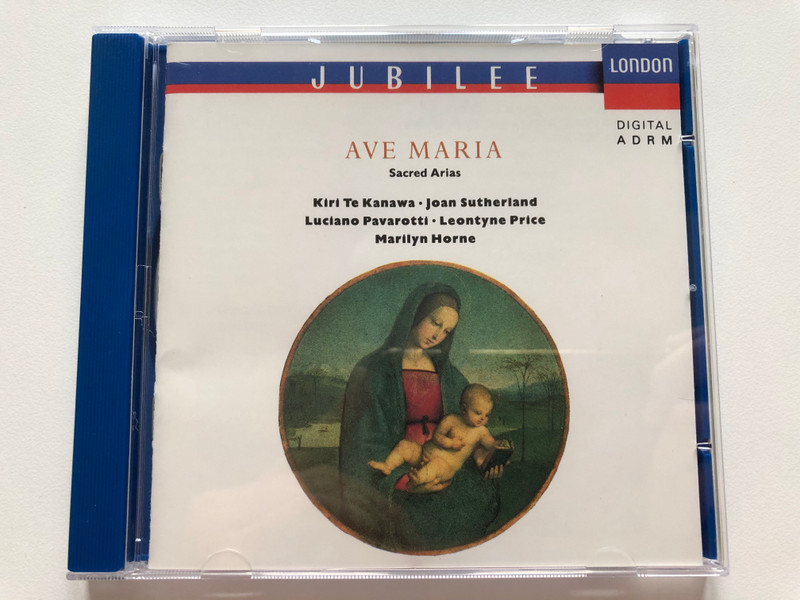 JUBILEE
LONDON
DIGITAL
ADRM
AVE MARIA
Sacred Arias
Kiri Te Kanawa · Joan Sutherland
Luciano Pavarotti · Leontyne Price
Marilyn Horne